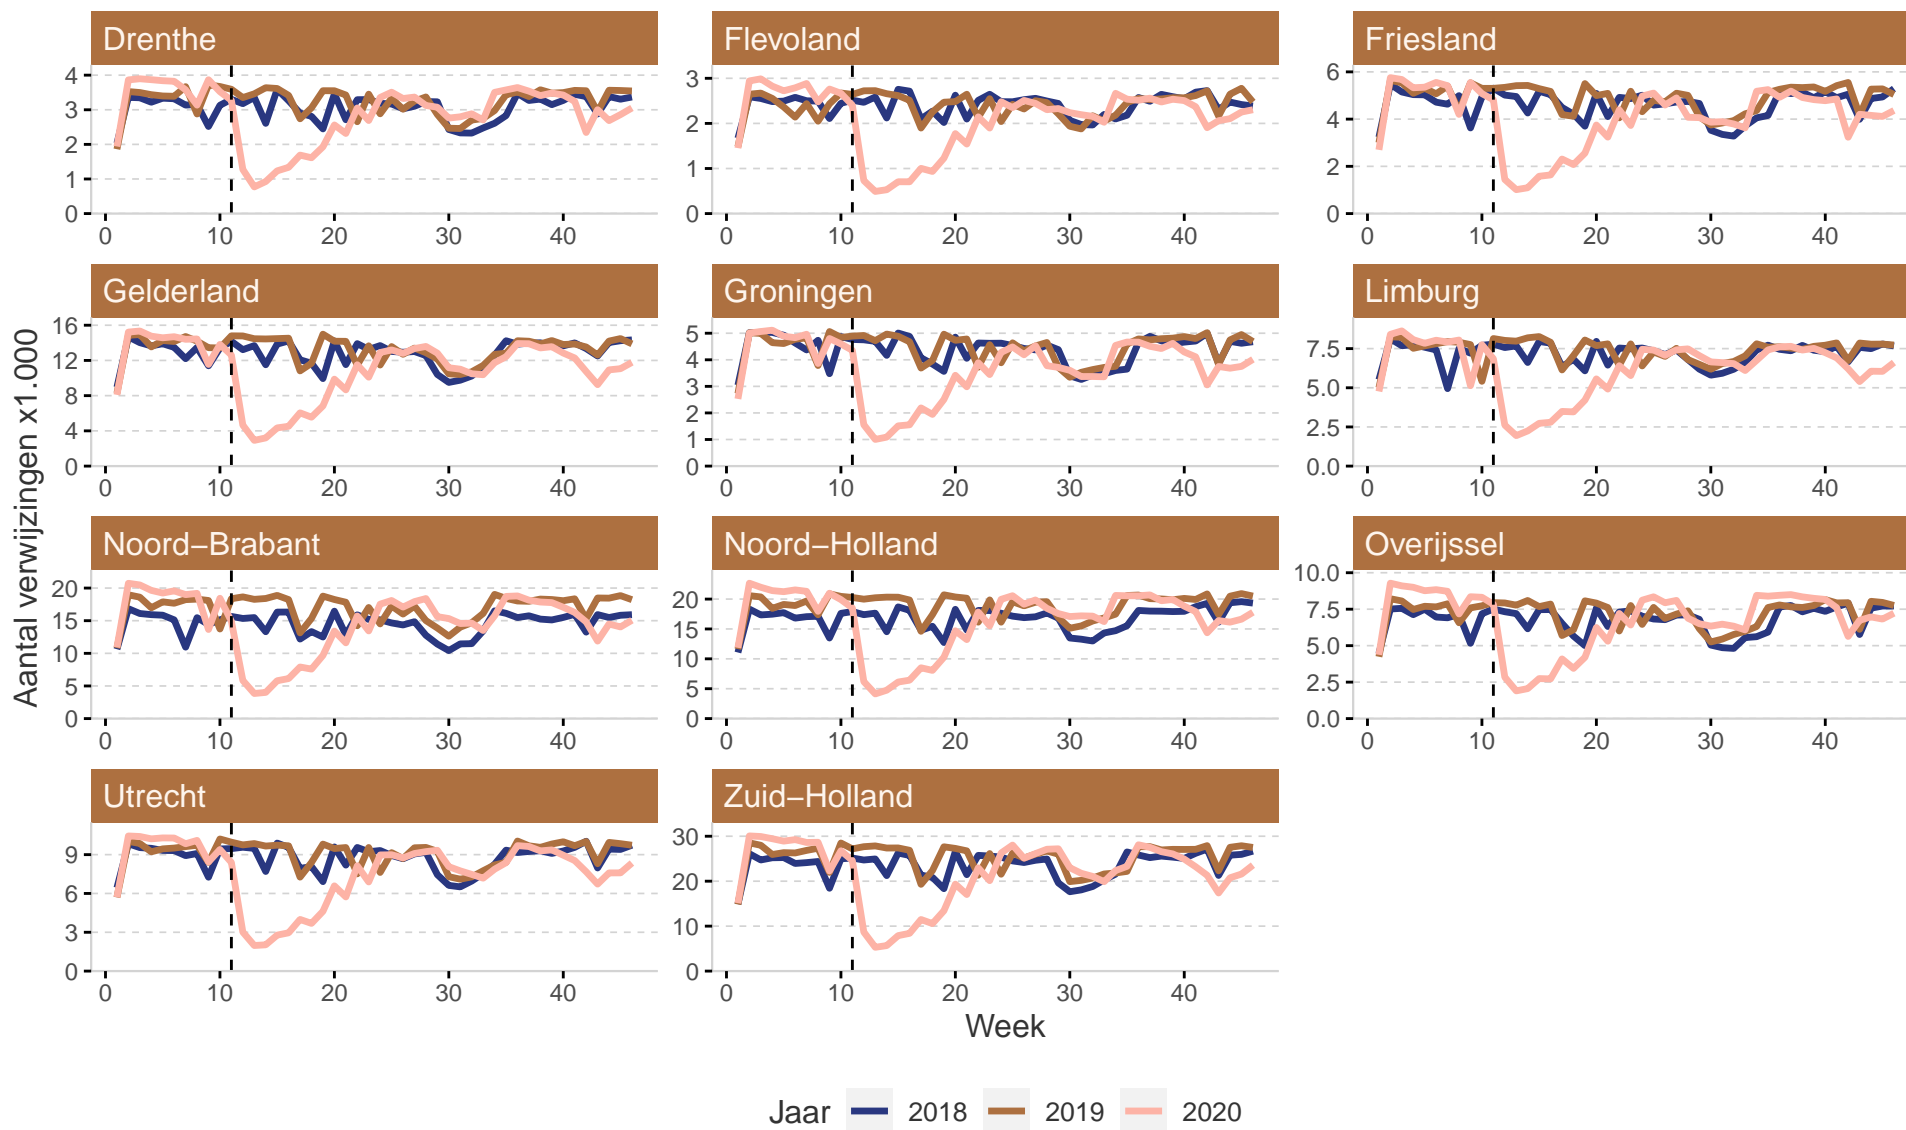 Drenthe
Flevoland
Friesland
4
3
2
1
0
0 10 20 30 40
3
2
1
0
0 10 20 30 40
6
4
2
0
0 10 20 30 40
Gelderland
Groningen
Limburg
16
12
8
4
0
0 10 20 30 40
5
4
3
2
1
0
0 10 20 30 40
7.5
5.0
2.5
0.0
0 10 20 30 40
Aantal verwijzingen x1.000
Noord−Brabant
Noord−Holland
Overijssel
20
15
10
5
0
0 10 20 30 40
20
15
10
5
0
0 10 20 30 40
10.0
7.5
5.0
2.5
0.0
0 10 20 30 40
Utrecht
Zuid−Holland
9
6
3
0
0 10 20 30 40
30
20
10
0
0 10 20 30 40
Week
Jaar 2018 2019 2020